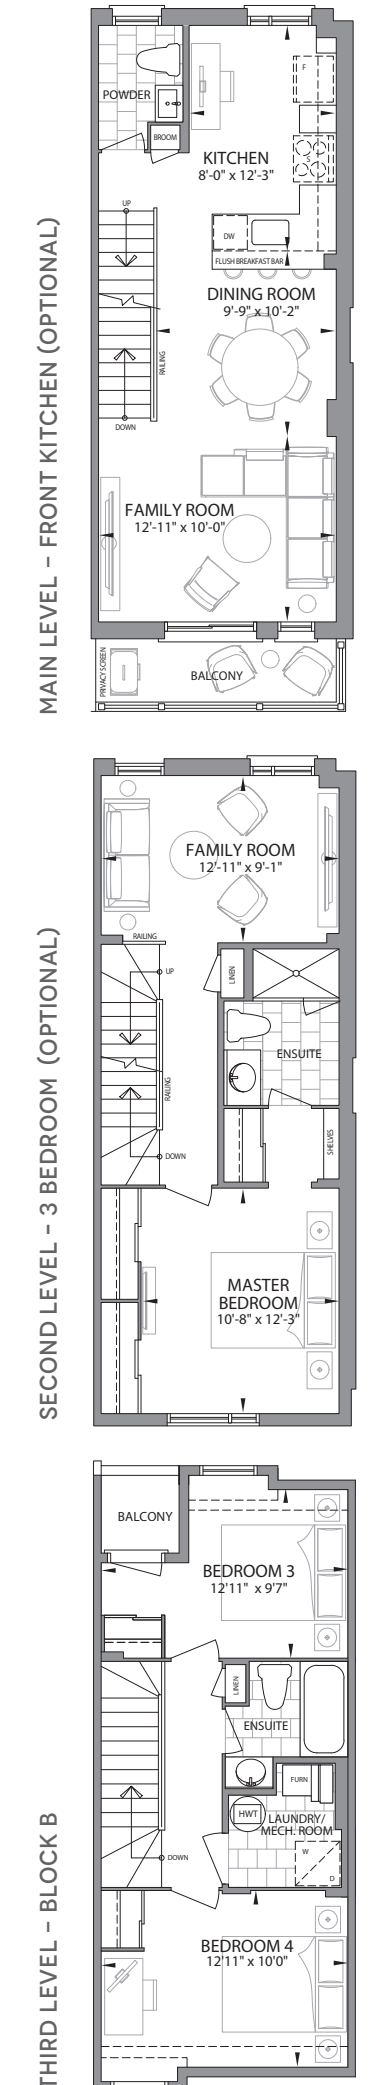 MAIN LEVEL – FRONT KITCHEN (OPTIONAL)
POWDER
BROOM
F
KITCHEN
8'-0" x 12'-3"
S
UP
DW
FLUSH BREAKFAST BAR
DINING ROOM
9'-9" x 10'-2"
RAILING
DOWN
FAMILY ROOM
12'-11" x 10'-0"
PRIVACY SCREEN
BALCONY
SECOND LEVEL – 3 BEDROOM (OPTIONAL)
FAMILY ROOM
12'-11" x 9'-1"
RAILING
UP
LINEN
ENSUITE
RAILING
SHELVES
DOWN
MASTER
BEDROOM
10'-8" x 12'-3"
THIRD LEVEL – BLOCK B
BALCONY
BEDROOM 3
12'11" x 9'7"
LINEN
ENSUITE
FURN
HWT
LAUNDRY/
MECH. ROOM
W
D
DOWN
BEDROOM 4
12'11" x 10'0"